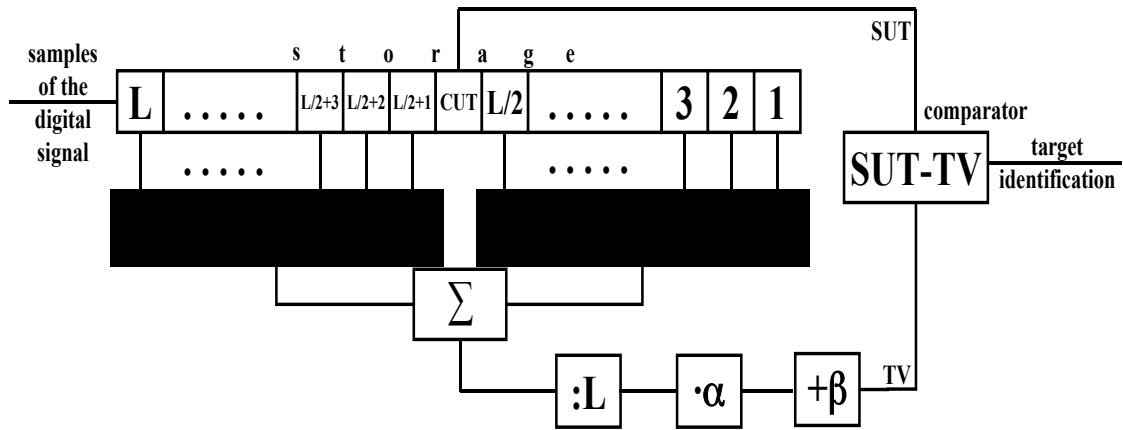 SUT
samples
of the
digital
signal
s t o r a g e
L ..... L/2+3 L/2+2 L/2+1 CUT L/2 ..... 3 2 1
..... .....
comparator
SUT-TV
target
identification
∑
:L ·α +β TV